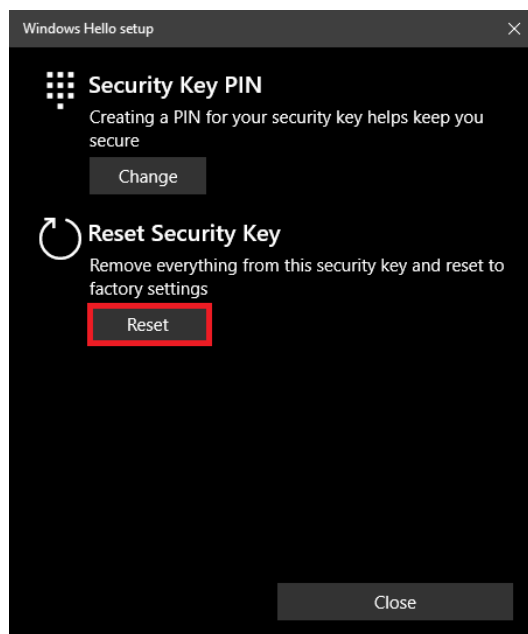 Windows Hello setup
Security Key PIN
Creating a PIN for your security key helps keep you
secure
Change
Reset Security Key
Remove everything from this security key and reset to
factory settings
Reset
Close